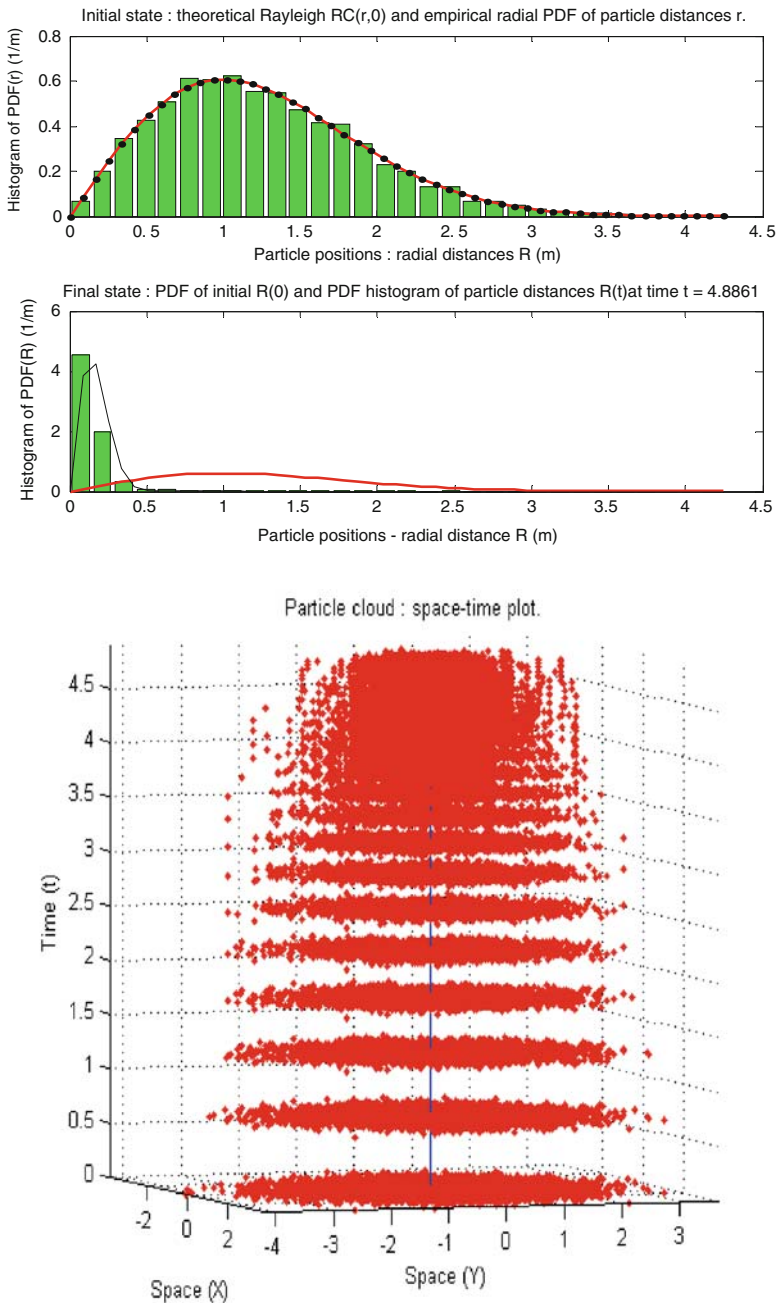 Initial state : theoretical Rayleigh RC(r,0) and empirical radial PDF of particle distances r.
Histogram of PDF(r) (1/m)
0.8
0.6
0.4
0.2
0
0 0. 5 1 1.5 2 2.5 3 3.5 4 4.5
Particle positions : radial distances R (m)
Final state : PDF of initial R(0) and PDF histogram of particle distances R(t)at time t = 4.8861
Histogram of PDF(R) (1/m)
6
4
2
0
0 0.5 1 1.5 2 2.5 3 3.5 4 4.5
Particle positions - radial distance R (m)
Particle cloud : space-time plot.
Time (t)
4.5
4
3.5
3
2.5
2
1.5
1
0.5
0
-2 0 2 -4 -3 -2 -1 0 1 2 3
Space (X)
Space (Y)